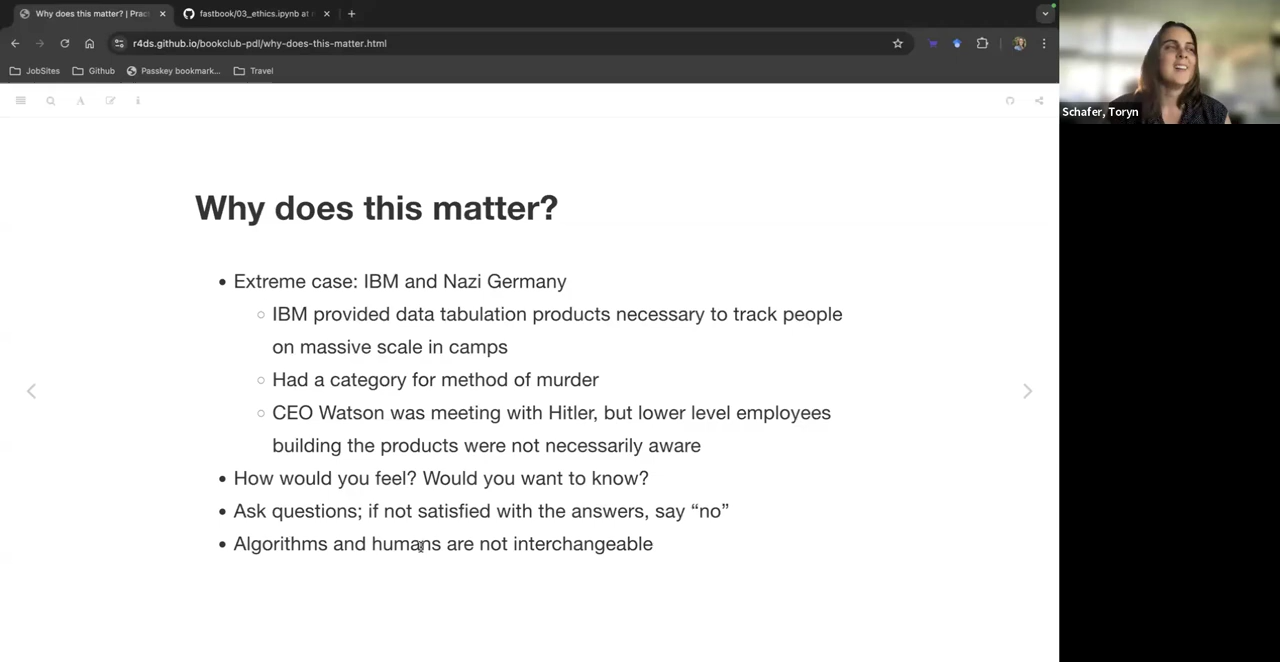 Why does this matter? | Prac
fastbook/03_ethics.ipynb at
r4ds.github.io/bookclub-pdl/why-does-this-matter.html
JobSites
Github
Passkey bookmark...
Travel
A
i
Schafer, Toryn
Why does this matter?
• Extreme case: IBM and Nazi Germany
○ IBM provided data tabulation products necessary to track people
on massive scale in camps
○ Had a category for method of murder
○ CEO Watson was meeting with Hitler, but lower level employees
building the products were not necessarily aware
• How would you feel? Would you want to know?
• Ask questions; if not satisfied with the answers, say “no”
• Algorithms and humans are not interchangeable